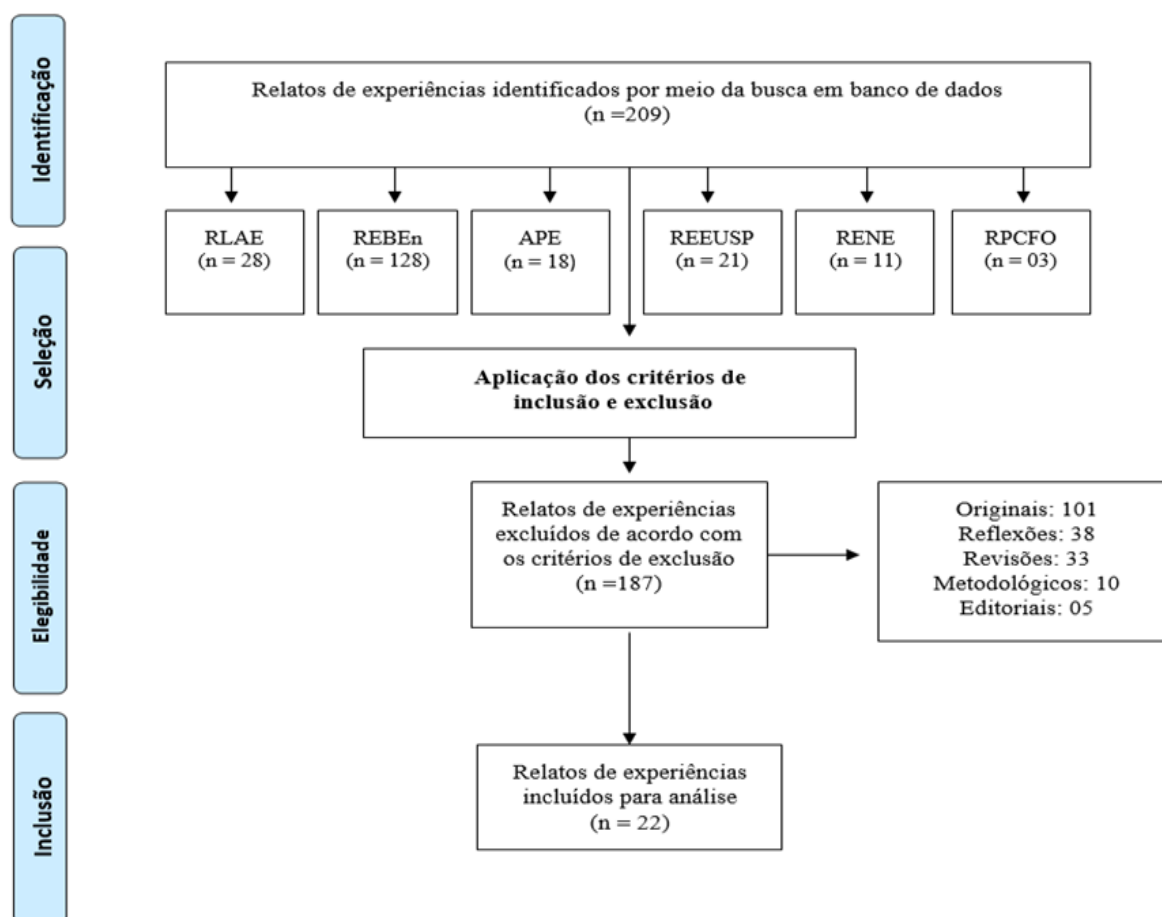 Identificação
Relatos de experiências identificados por meio da busca em banco de dados
(n =209)
RLAE
(n = 28)
REBEn
(n = 128)
APE
(n = 18)
REEUSP
(n = 21)
RENE
(n = 11)
RPCFO
(n = 03)
Seleção
Aplicação dos critérios de
inclusão e exclusão
Elegibilidade
Relatos de experiências
excluídos de acordo com
os critérios de exclusão
(n =187)
Originais: 101
Reflexões: 38
Revisões: 33
Metodológicos: 10
Editoriais: 05
Inclusão
Relatos de experiências
incluídos para análise
(n = 22)